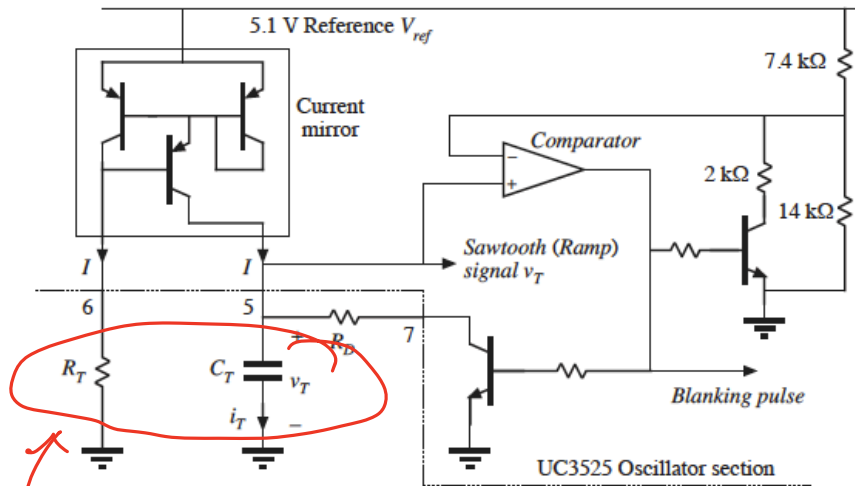 5.1 V Reference V_ref
7.4 kΩ
Current
mirror
Comparator
−
+
2 kΩ
14 kΩ
I
I
Sawtooth (Ramp)
signal v_T
6
5
7
+
R_D
R_T
C_T
v_T
i_T
−
Blanking pulse
UC3525 Oscillator section